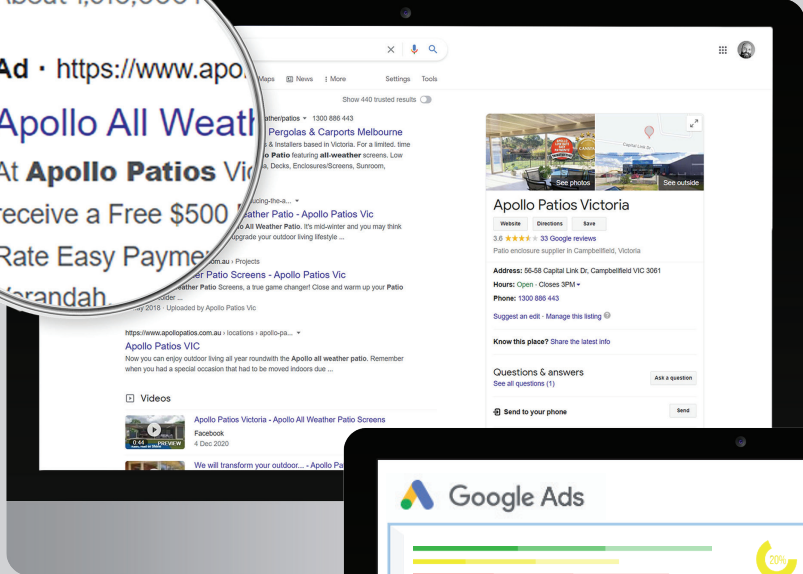 Ad · https://www.apo
Apollo All Weath
At Apollo Patios Vic
receive a Free $500
Rate Easy Payme
Verandah
Maps News More Settings Tools
Show 440 trusted results
1300 886 443
Pergolas & Carports Melbourne
& Installers based in Victoria. For a limited time
Patio featuring all-weather screens. Low
Decks, Enclosures/Screens, Sunroom,
Patio - Apollo Patios Vic
All Weather Patio. It's mid-winter and you may think
upgrade your outdoor living lifestyle ...
› Projects
Patio Screens - Apollo Patios Vic
Patio Screens, a true game changer! Close and warm up your Patio
2018 · Uploaded by Apollo Patios Vic
https://www.apollopatios.com.au › locations › apollo-pa...
Apollo Patios VIC
Now you can enjoy outdoor living all year roundwith the Apollo all weather patio. Remember
when you had a special occasion that had to be moved indoors due ...
Videos
Apollo Patios Victoria - Apollo All Weather Patio Screens
Facebook
4 Dec 2020
0:44 PREVIEW
We will transform your outdoor... - Apollo Pa
Capital Link Dr
See photos
See outside
Apollo Patios Victoria
Website Directions Save
3.6 33 Google reviews
Patio enclosure supplier in Campbellfield, Victoria
Address: 56-58 Capital Link Dr, Campbellfield VIC 3061
Hours: Open · Closes 3PM
Phone: 1300 886 443
Suggest an edit · Manage this listing
Know this place? Share the latest info
Questions & answers
See all questions (1)
Ask a question
Send to your phone
Send
Google Ads
20%